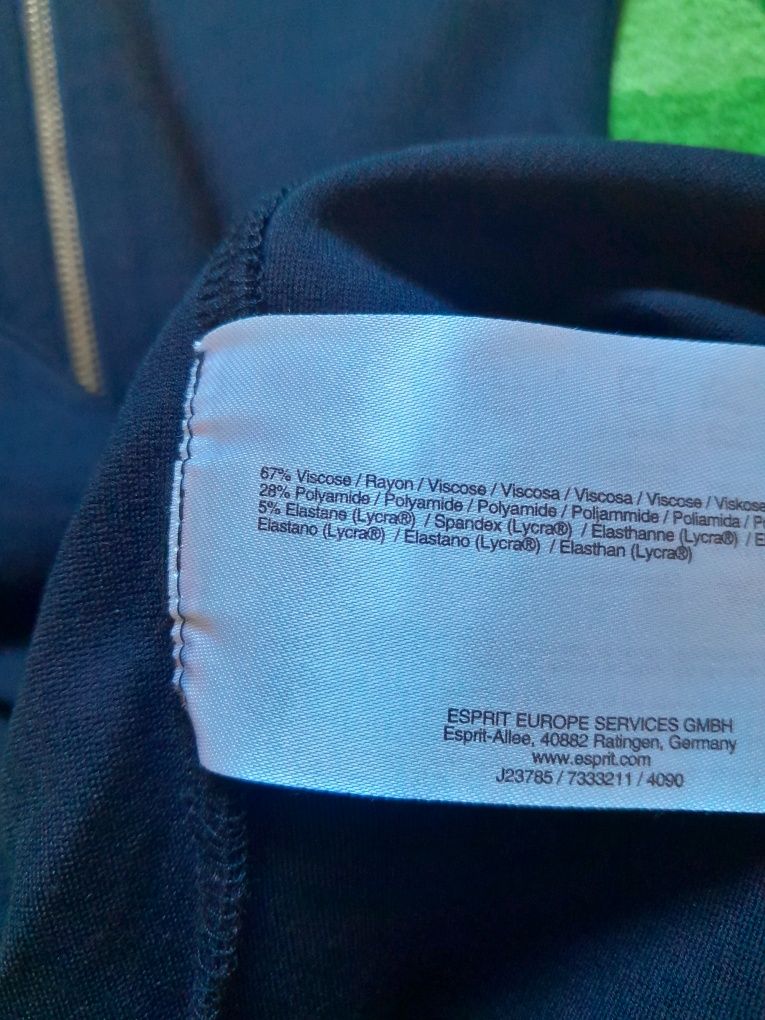 67% Viscose / Rayon / Viscose / Viscosa / Viscosa / Viscose / Viskose
28% Polyamide / Polyamide / Polyamide / Poliammide / Poliamida /
5% Elastane (Lycra®) / Spandex (Lycra®) / Elasthanne (Lycra®) /
Elastano (Lycra®) / Elastano (Lycra®) / Elasthan (Lycra®)
ESPRIT EUROPE SERVICES GMBH
Esprit-Allee, 40882 Ratingen, Germany
www.esprit.com
J23785 / 7333211 / 4090